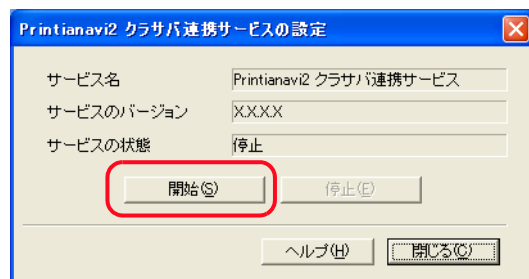 Printianavi2 クラサバ連携サービスの設定
サービス名 Printianavi2 クラサバ連携サービス
サービスのバージョン X.X.X.X
サービスの状態 停止
開始(S) 停止(E)
ヘルプ(H) 閉じる(C)